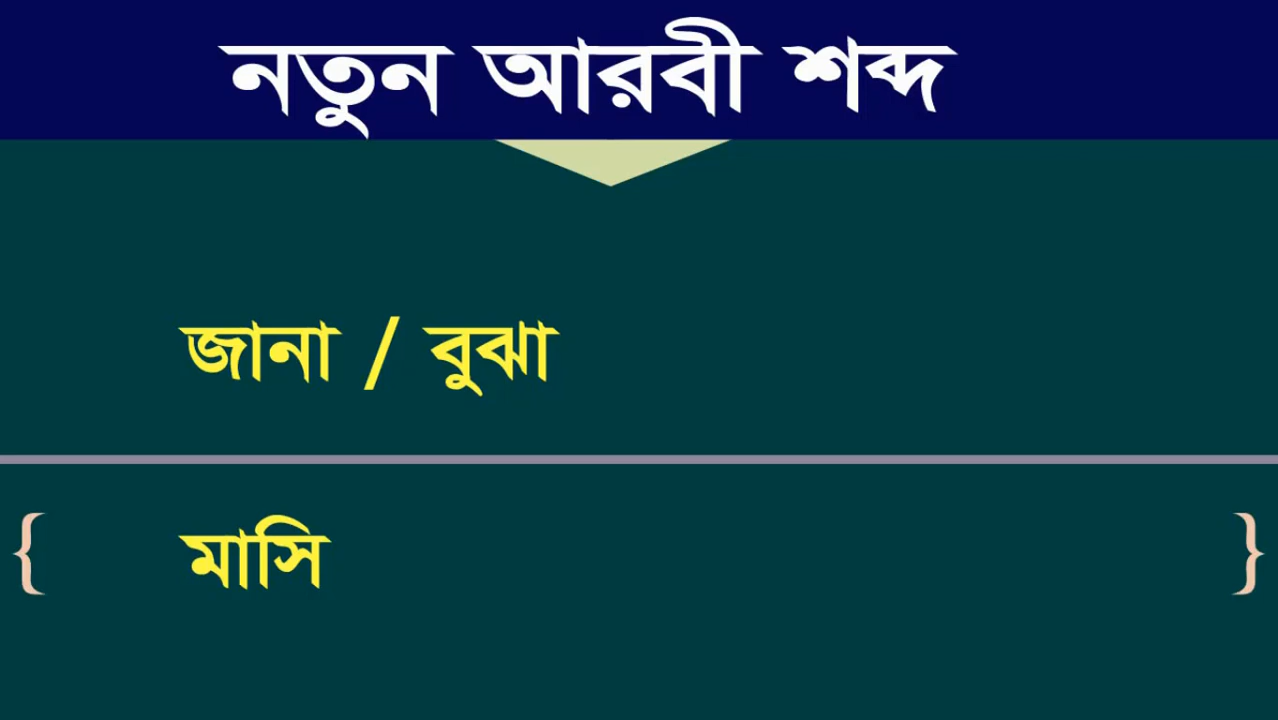 নতুন আরবী শব্দ
জানা / বুঝা
{ মাসি }